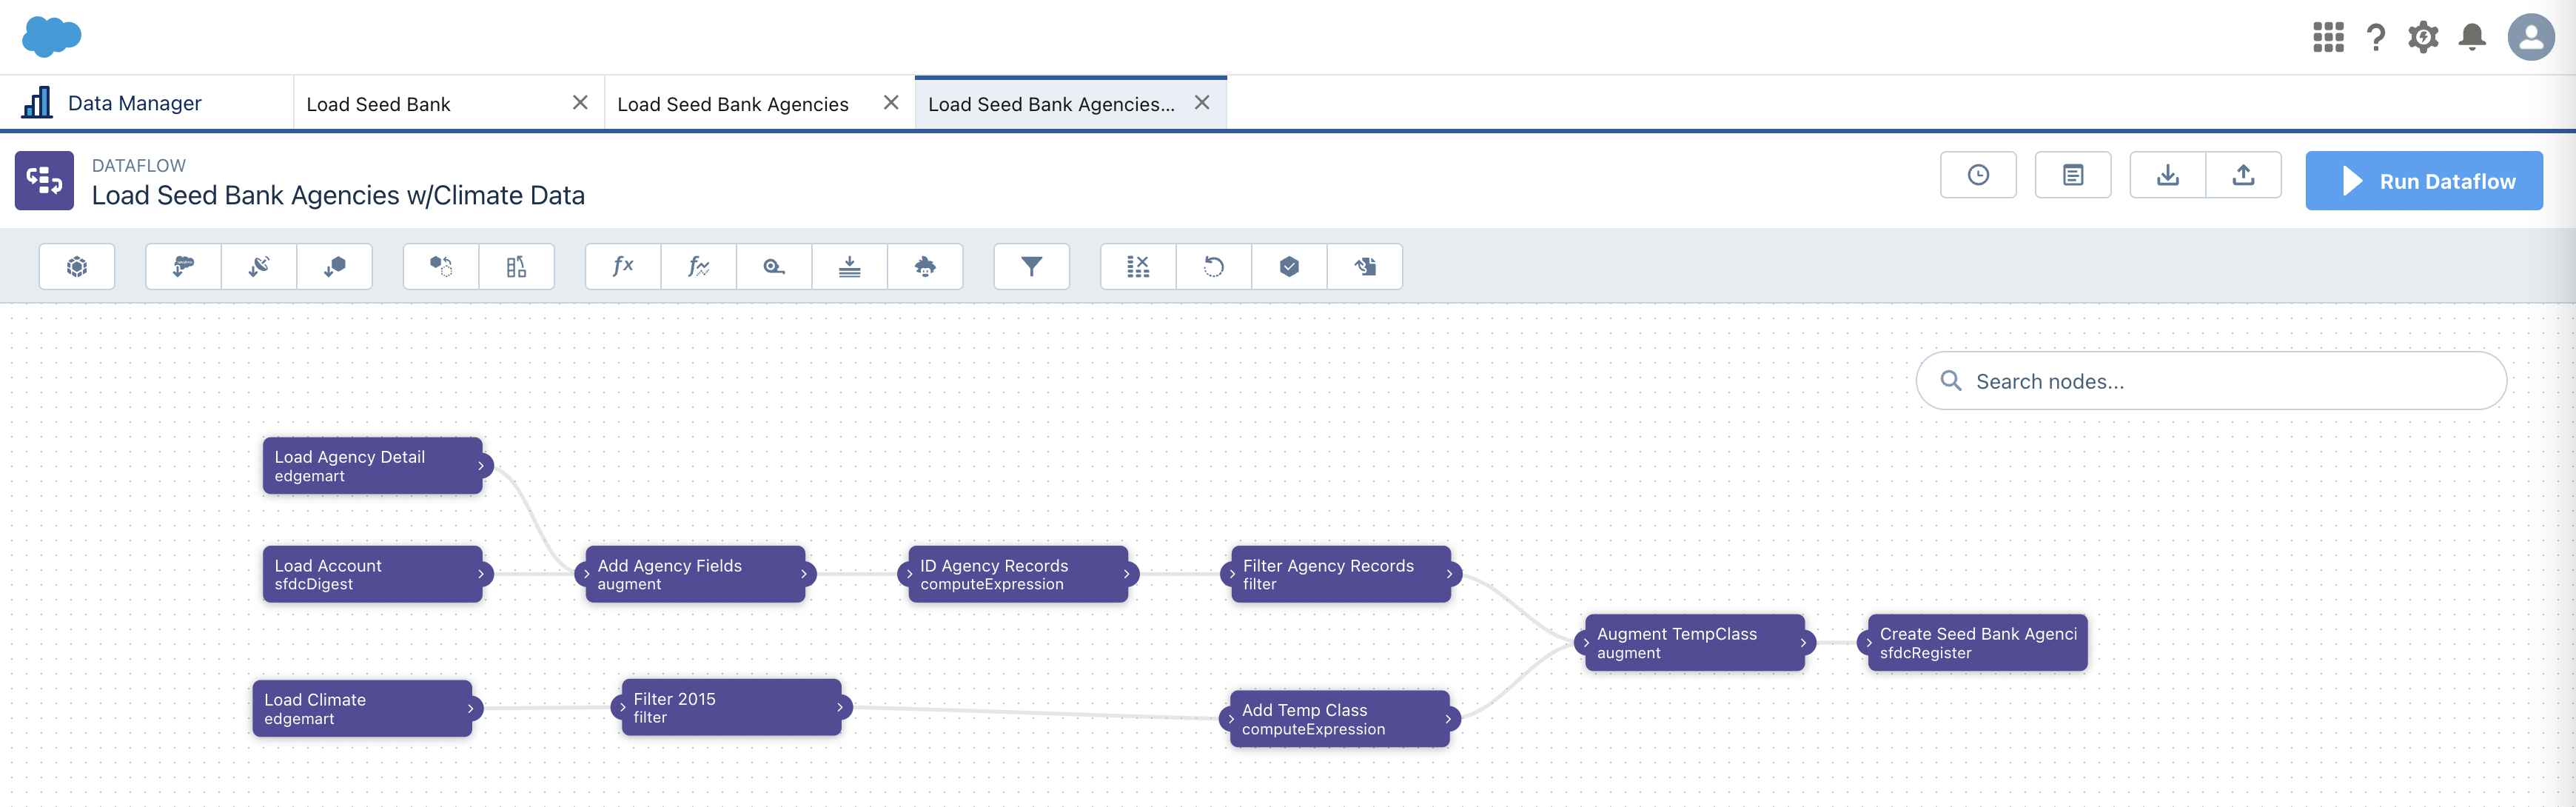 Data Manager
Load Seed Bank
Load Seed Bank Agencies
Load Seed Bank Agencies...
DATAFLOW
Load Seed Bank Agencies w/Climate Data
Run Dataflow
fx
f
Search nodes...
Load Agency Detail
edgemart
Load Account
sfdcDigest
Add Agency Fields
augment
ID Agency Records
computeExpression
Filter Agency Records
filter
Augment TempClass
augment
Create Seed Bank Agenci
sfdcRegister
Load Climate
edgemart
Filter 2015
filter
Add Temp Class
computeExpression